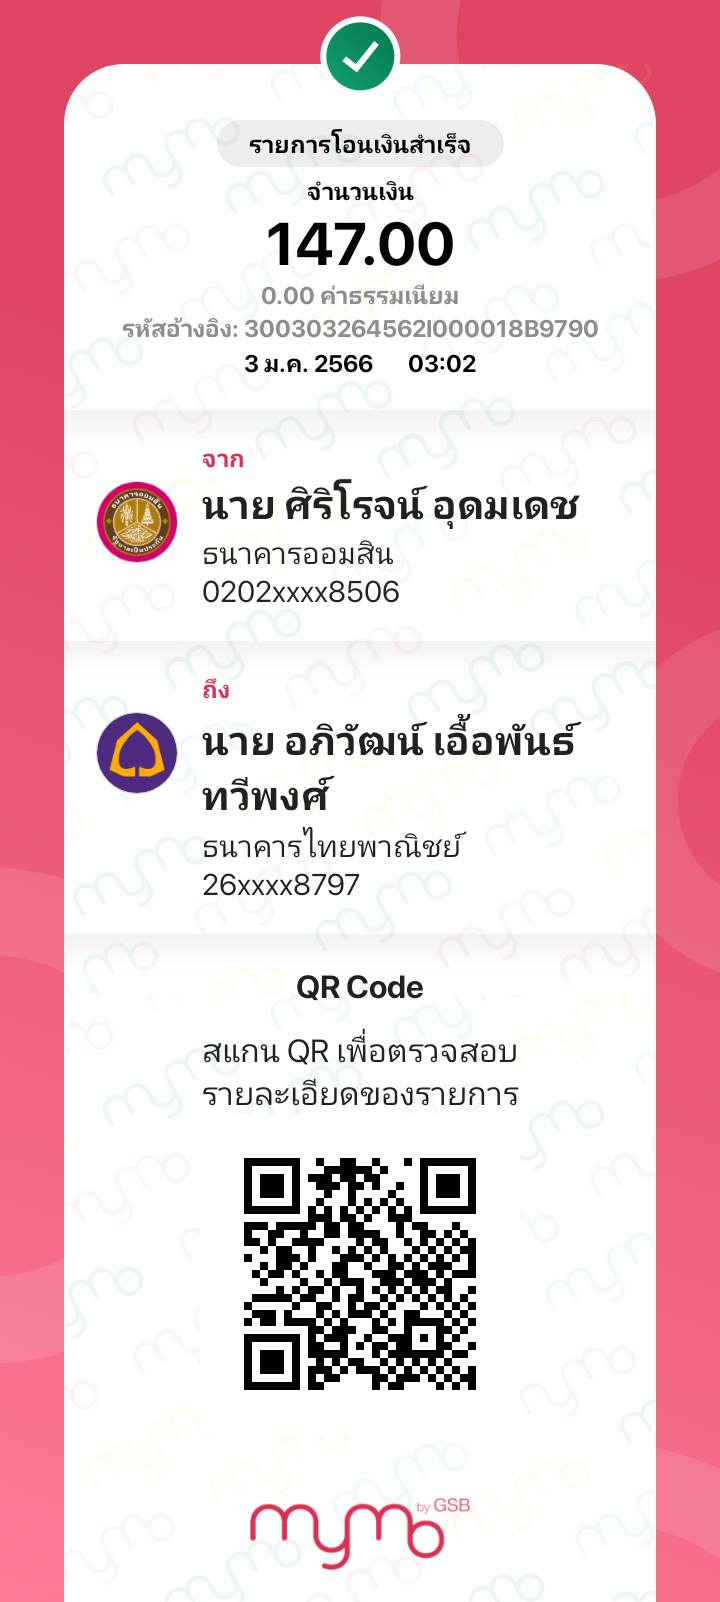 รายการโอนเงินสำเร็จ
จำนวนเงิน
147.00
0.00 ค่าธรรมเนียม
รหัสอ้างอิง: 300303264562I000018B9790
3 ม.ค. 2566 03:02
จาก
นาย ศิริโรจน์ อุดมเดช
ธนาคารออมสิน
0202xxxx8506
ถึง
นาย อภิวัฒน์ เอื้อพันธ์
ทวีพงศ์
ธนาคารไทยพาณิชย์
26xxxx8797
QR Code
สแกน QR เพื่อตรวจสอบ
รายละเอียดของรายการ
mymo by GSB